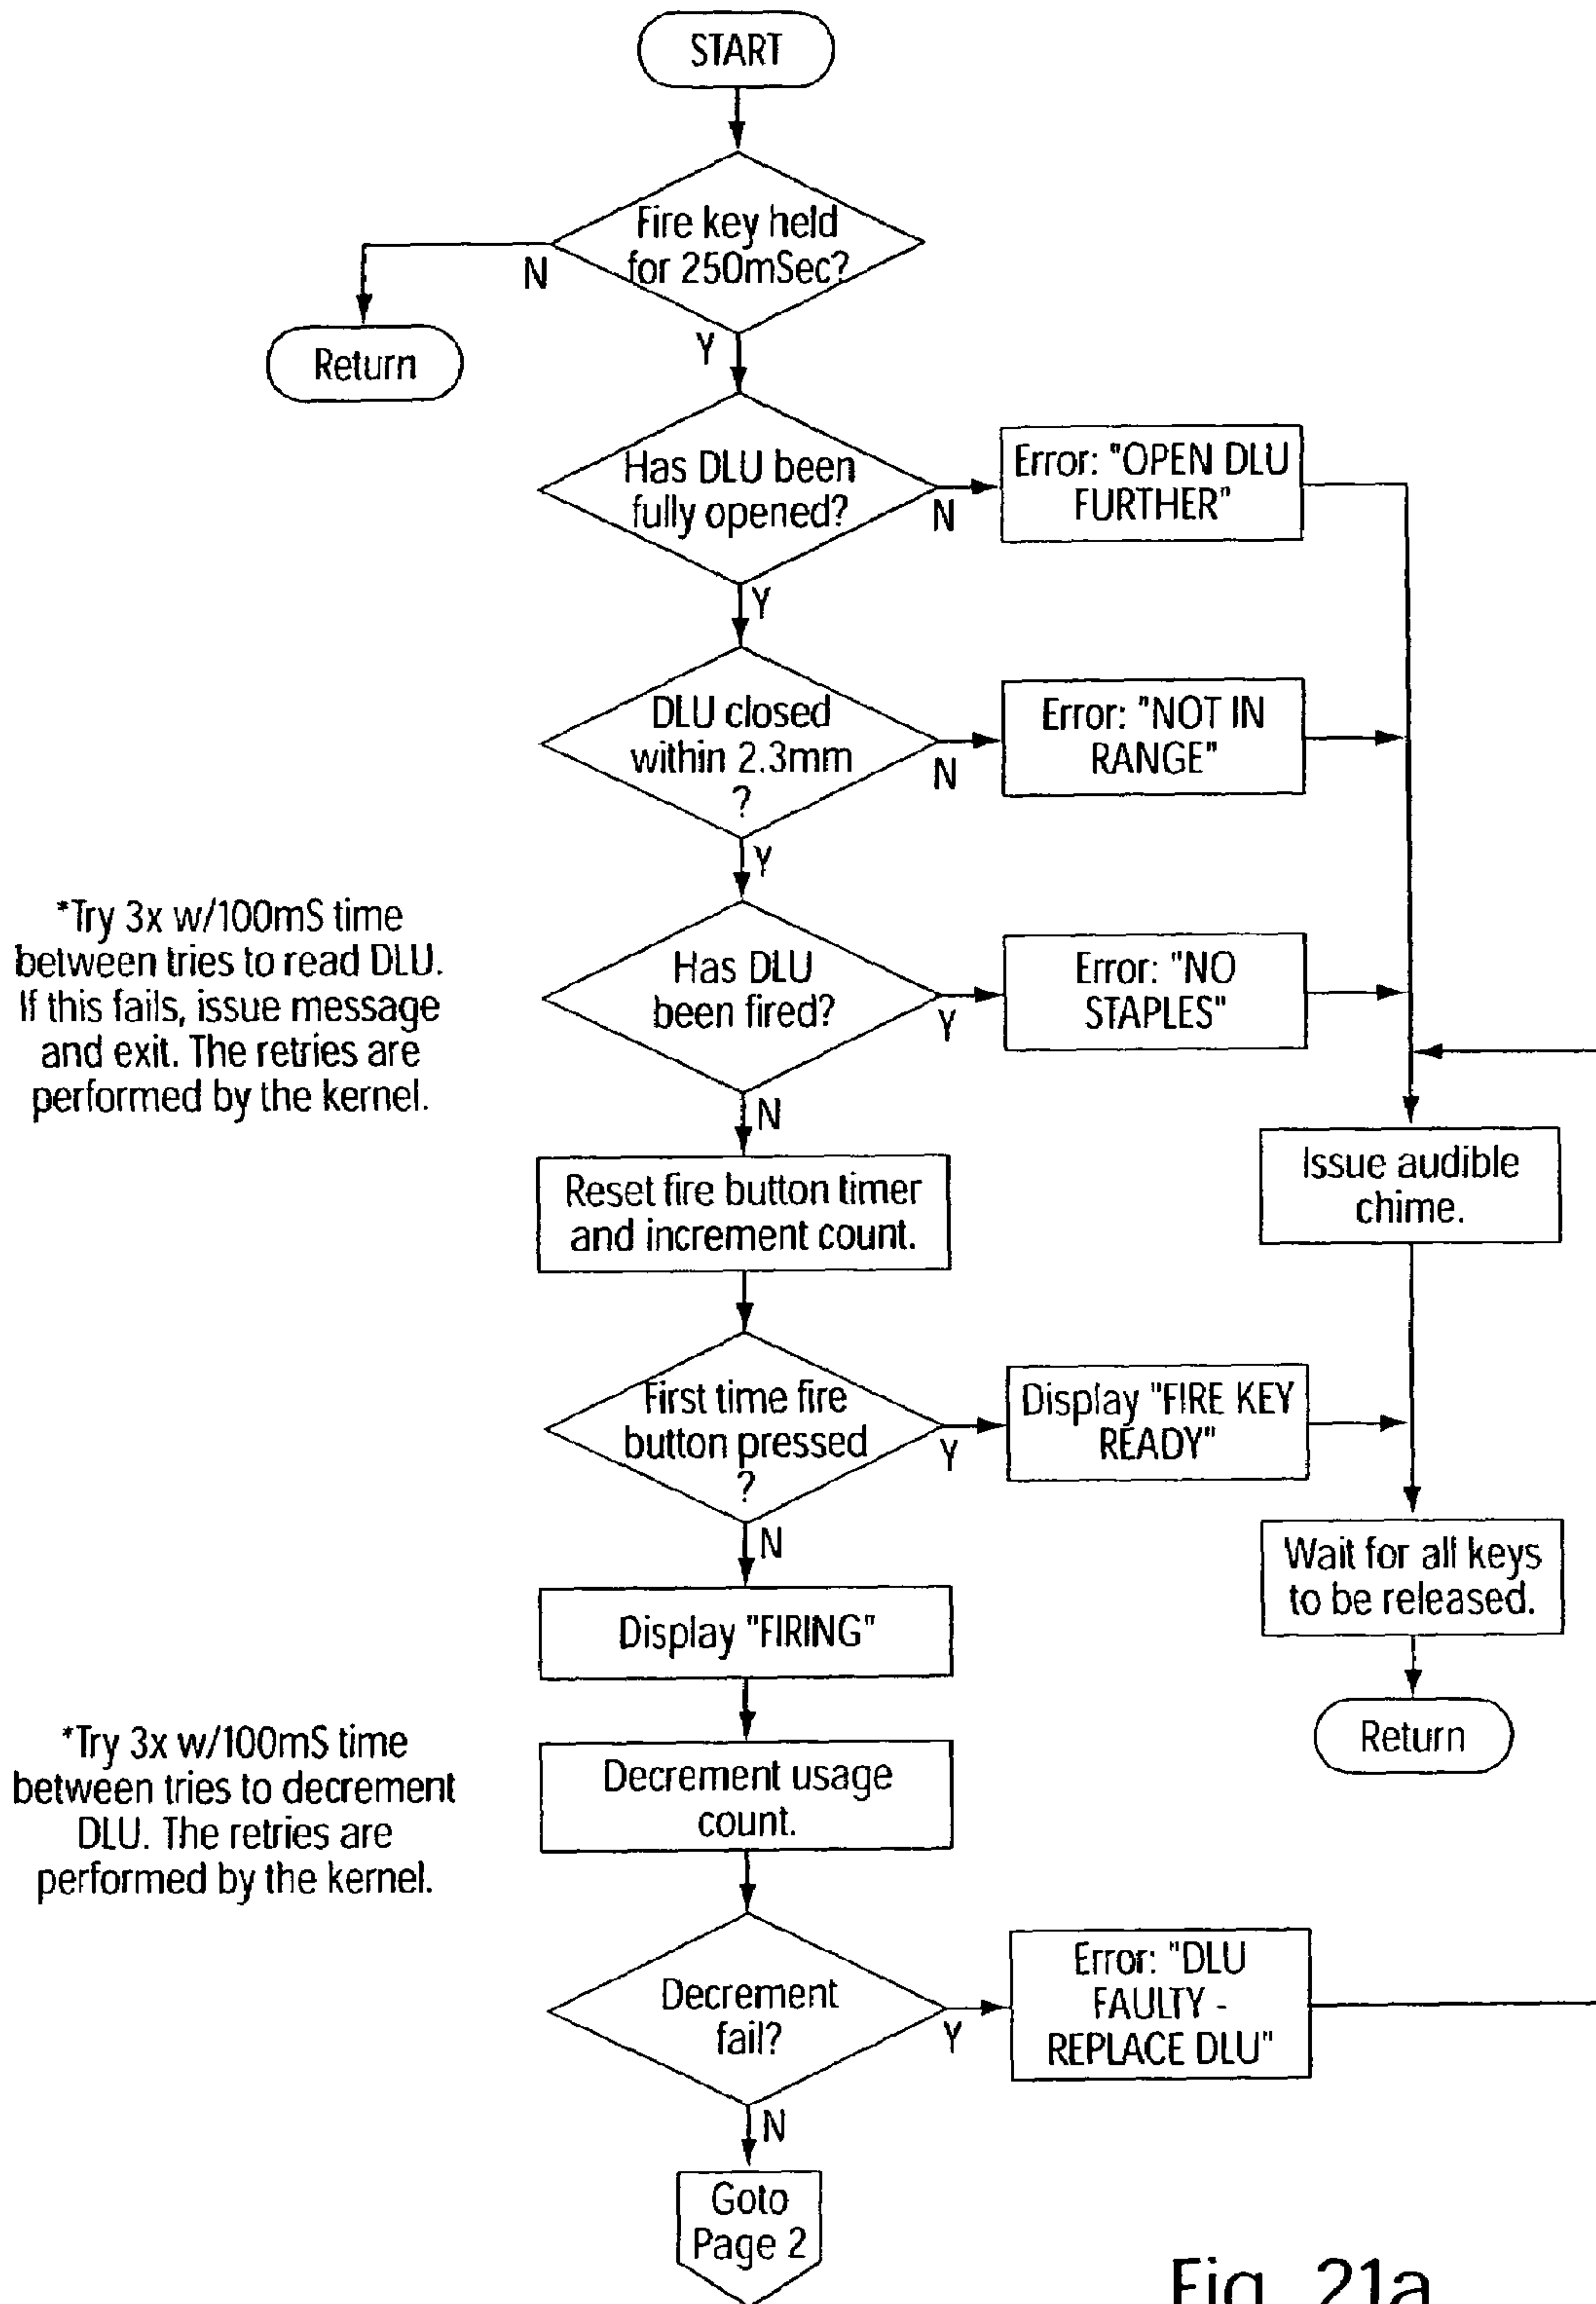 START
Fire key held
for 250mSec?
N
Return
Y
Has DLU been
fully opened?
N
Error: "OPEN DLU
FURTHER"
Y
DLU closed
within 2.3mm
?
N
Error: "NOT IN
RANGE"
Y
*Try 3x w/100mS time
between tries to read DLU.
If this fails, issue message
and exit. The retries are
performed by the kernel.
Has DLU
been fired?
Y
Error: "NO
STAPLES"
N
Reset fire button timer
and increment count.
Issue audible
chime.
First time fire
button pressed
?
Y
Display "FIRE KEY
READY"
N
Display "FIRING"
Wait for all keys
to be released.
Return
*Try 3x w/100mS time
between tries to decrement
DLU. The retries are
performed by the kernel.
Decrement usage
count.
Decrement
fail?
Y
Error: "DLU
FAULTY -
REPLACE DLU"
N
Goto
Page 2
Fig. 21a